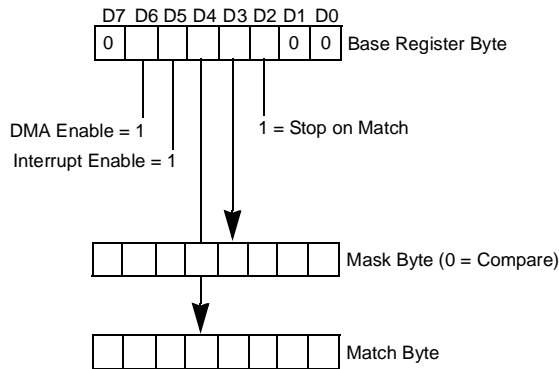 D7 D6 D5 D4 D3 D2 D1 D0
0 0 0 Base Register Byte
DMA Enable = 1 1 = Stop on Match
Interrupt Enable = 1
Mask Byte (0 = Compare)
Match Byte